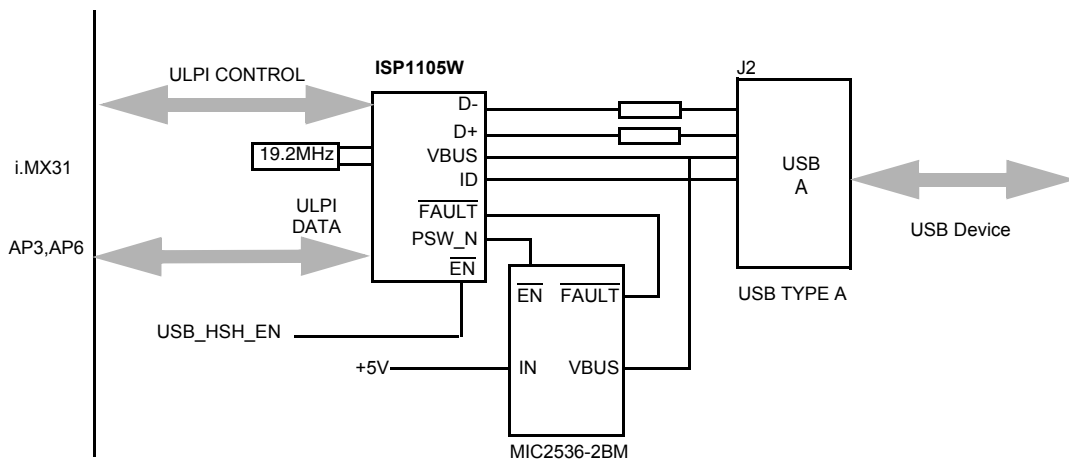 ISP1105W
J2
ULPI CONTROL
D-
D+
19.2MHz
VBUS
USB
A
i.MX31
ID
ULPI
DATA
FAULT
USB Device
AP3,AP6
PSW_N
EN
USB TYPE A
EN
FAULT
USB_HSH_EN
+5V
IN
VBUS
MIC2536-2BM